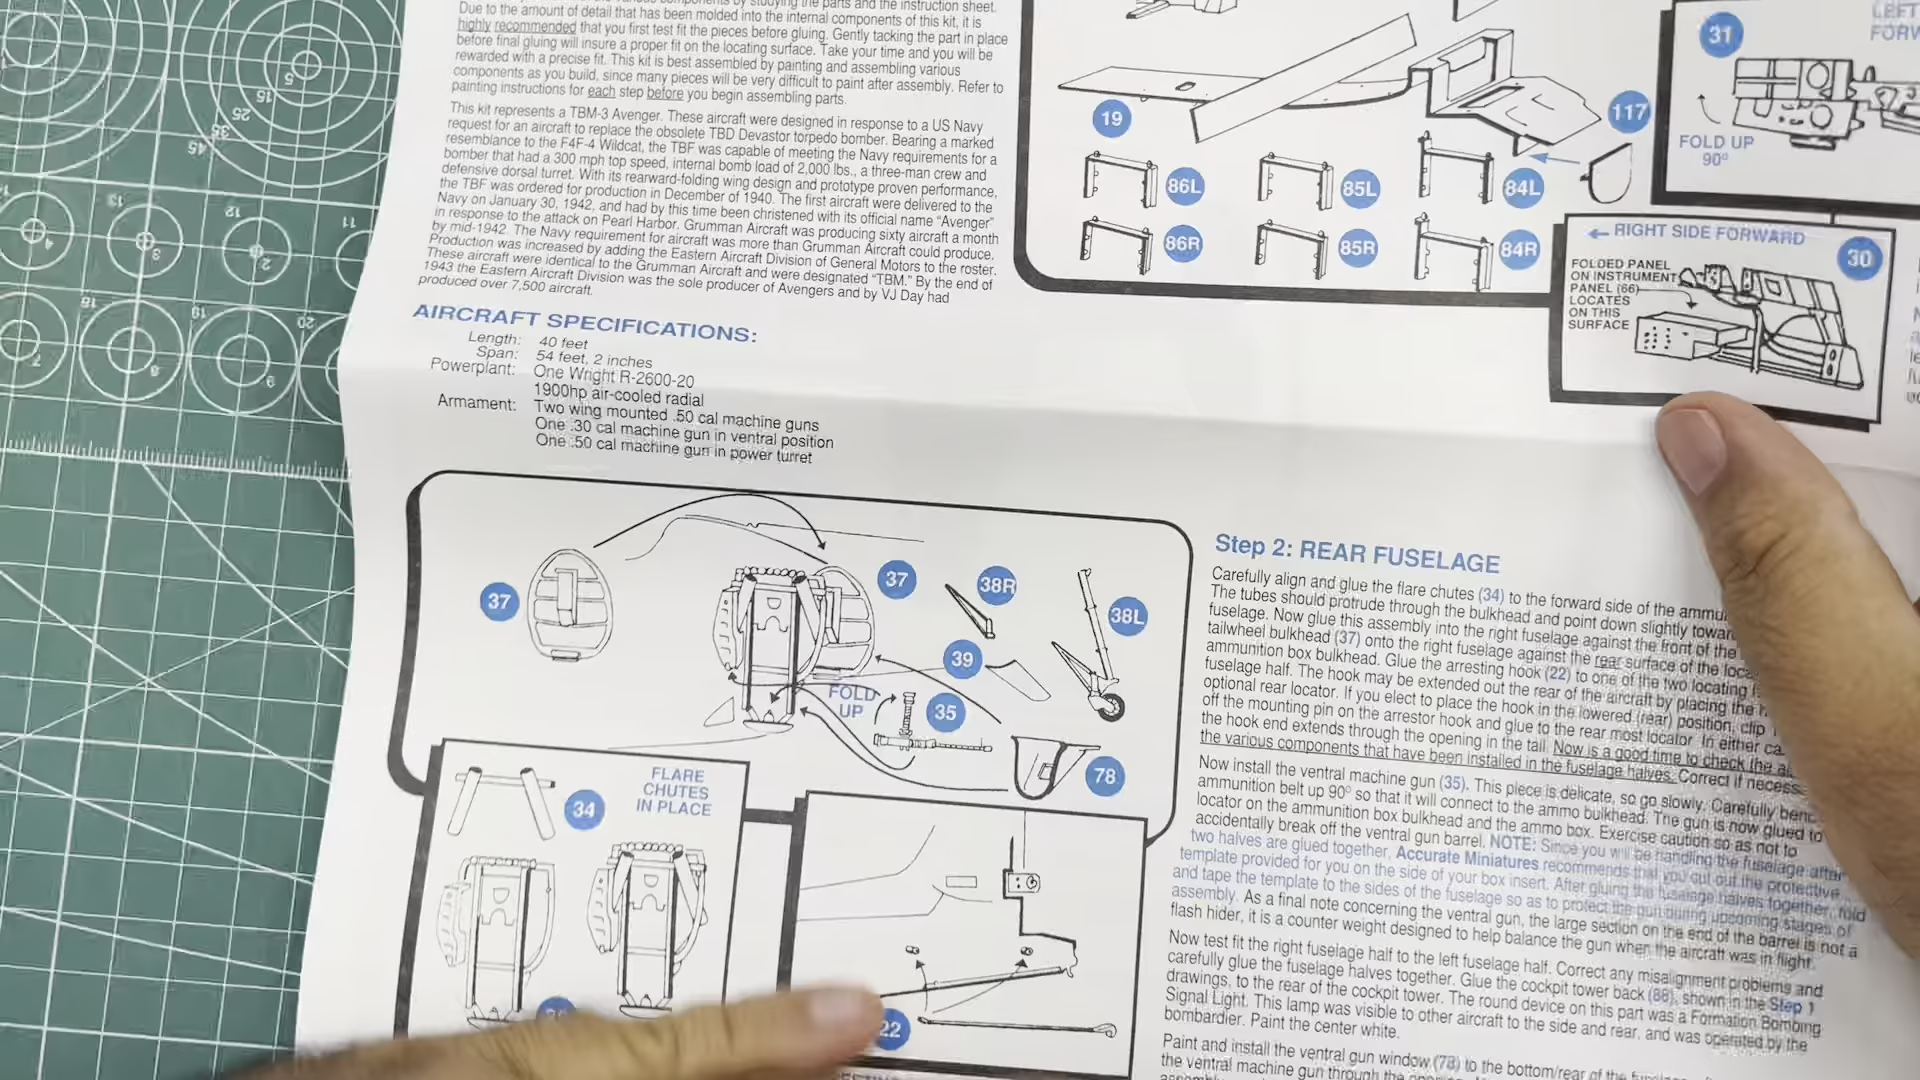 components by studying the parts and the instruction sheet.
Due to the amount of detail that has been molded into the internal components of this kit, it is
highly recommended that you first test fit the pieces before gluing. Gently tacking the part in place
before final gluing will insure a proper fit on the locating surface. Take your time and you will be
rewarded with a precise fit. This kit is best assembled by painting and assembling various
components as you build, since many pieces will be very difficult to paint after assembly. Refer to
painting instructions for each step before you begin assembling parts.
This kit represents a TBM-3 Avenger. These aircraft were designed in response to a US Navy
request for an aircraft to replace the obsolete TBD Devastor torpedo bomber. Bearing a marked
resemblance to the F4F-4 Wildcat, the TBF was capable of meeting the Navy requirements for a
bomber that had a 300 mph top speed, internal bomb load of 2,000 lbs., a three-man crew and
defensive dorsal turret. With its rearward-folding wing design and prototype proven performance,
the TBF was ordered for production in December of 1940. The first aircraft were delivered to the
Navy on January 30, 1942, and had by this time been christened with its official name "Avenger"
in response to the attack on Pearl Harbor. Grumman Aircraft was producing sixty aircraft a month
by mid-1942. The Navy requirement for aircraft was more than Grumman Aircraft could produce.
Production was increased by adding the Eastern Aircraft Division of General Motors to the roster.
These aircraft were identical to the Grumman Aircraft and were designated "TBM." By the end of
1943 the Eastern Aircraft Division was the sole producer of Avengers and by VJ Day had
produced over 7,500 aircraft.
AIRCRAFT SPECIFICATIONS:
Length: 40 feet
Span: 54 feet, 2 inches
Powerplant: One Wright R-2600-20
1900hp air-cooled radial
Armament: Two wing mounted .50 cal machine guns
One .30 cal machine gun in ventral position
One .50 cal machine gun in power turret
19
117
86L
85L
84L
86R
85R
84R
31
LEFT
FORW
FOLD UP
90°
← RIGHT SIDE FORWARD
30
FOLDED PANEL
ON INSTRUMENT
PANEL (66)
LOCATES
ON THIS
SURFACE
37
37
38R
38L
39
FOLD
UP
35
78
34
FLARE
CHUTES
IN PLACE
22
Step 2: REAR FUSELAGE
Carefully align and glue the flare chutes (34) to the forward side of the
The tubes should protrude through the bulkhead and point down slightly
fuselage. Now glue this assembly into the right fuselage against the front of the
tailwheel bulkhead (37) onto the right fuselage against the rear surface of the
ammunition box bulkhead. Glue the arresting hook (22) to one of the two locating
fuselage half. The hook may be extended out the rear of the aircraft by placing the
optional rear locator. If you elect to place the hook in the lowered (rear) position, clip
off the mounting pin on the arrestor hook and glue to the rear most locator. In either
the hook end extends through the opening in the tail. Now is a good time to check the
the various components that have been installed in the fuselage halves. Correct if
Now install the ventral machine gun (35). This piece is delicate, so go slowly. Carefully bend
ammunition belt up 90° so that it will connect to the ammo bulkhead. The gun is now glued to
locator on the ammunition box bulkhead and the ammo box. Exercise caution so as not to
accidentally break off the ventral gun barrel. NOTE: Since you will be handling the fuselage after
two halves are glued together, Accurate Miniatures recommends that you cut out the protective
template provided for you on the side of your box insert. After gluing the fuselage halves together, fold
and tape the template to the sides of the fuselage so as to protect the gun during upcoming stages of
assembly. As a final note concerning the ventral gun, the large section on the end of the barrel is not a
flash hider, it is a counter weight designed to help balance the gun when the aircraft was in flight.
Now test fit the right fuselage half to the left fuselage half. Correct any misalignment problems and
carefully glue the fuselage halves together. Glue the cockpit tower back (88), shown in the Step 1
drawings, to the rear of the cockpit tower. The round device on this part was a Formation Bombing
Signal Light. This lamp was visible to other aircraft to the side and rear, and was operated by the
bombardier. Paint the center white.
Paint and install the ventral gun window (78) to the bottom/rear of the
the ventral machine gun through the
5
15
25
35
45
13
12
11
4
3
2
18
19
20
7
8
9